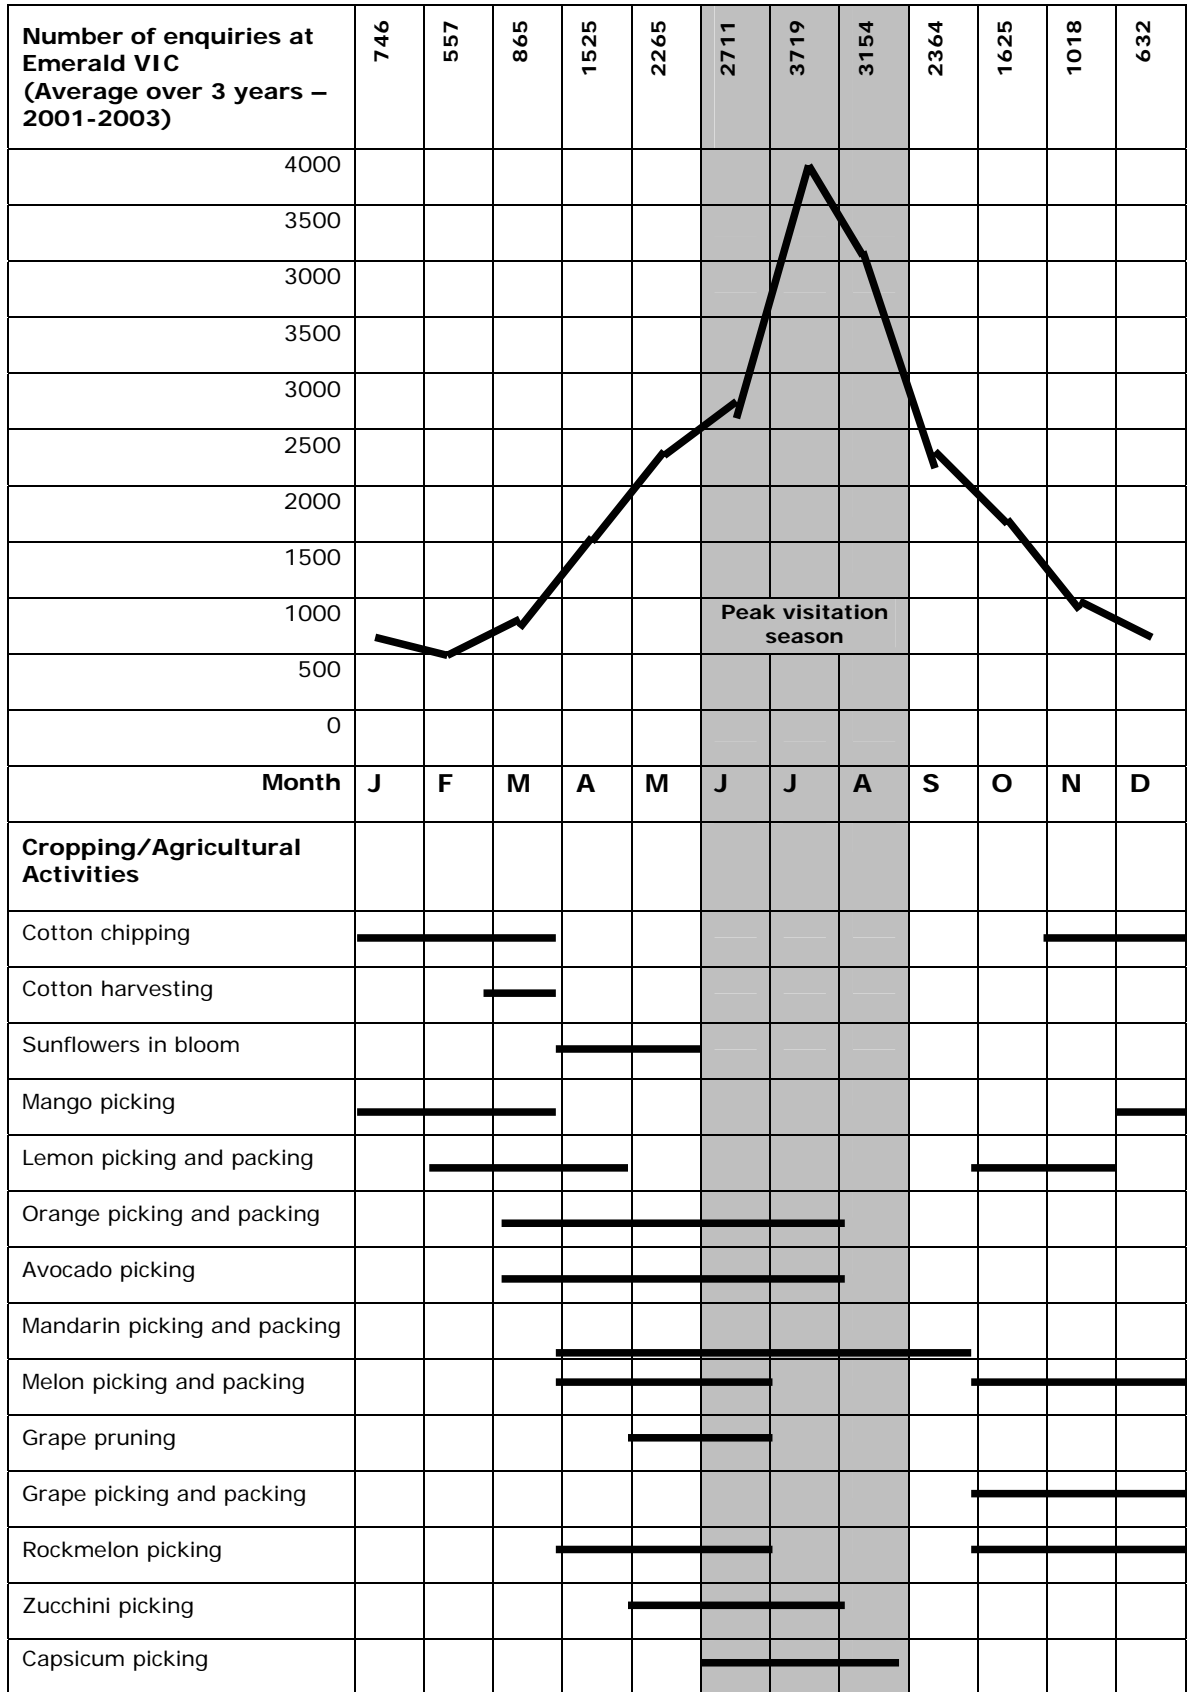 Number of enquiries at
Emerald VIC
(Average over 3 years –
2001-2003)
746 557 865 1525 2265 2711 3719 3154 2364 1625 1018 632
4000
3500
3000
3500
3000
2500
2000
1500
1000
Peak visitation
season
500
0
Month J F M A M J J A S O N D
Cropping/Agricultural
Activities
Cotton chipping
Cotton harvesting
Sunflowers in bloom
Mango picking
Lemon picking and packing
Orange picking and packing
Avocado picking
Mandarin picking and packing
Melon picking and packing
Grape pruning
Grape picking and packing
Rockmelon picking
Zucchini picking
Capsicum picking